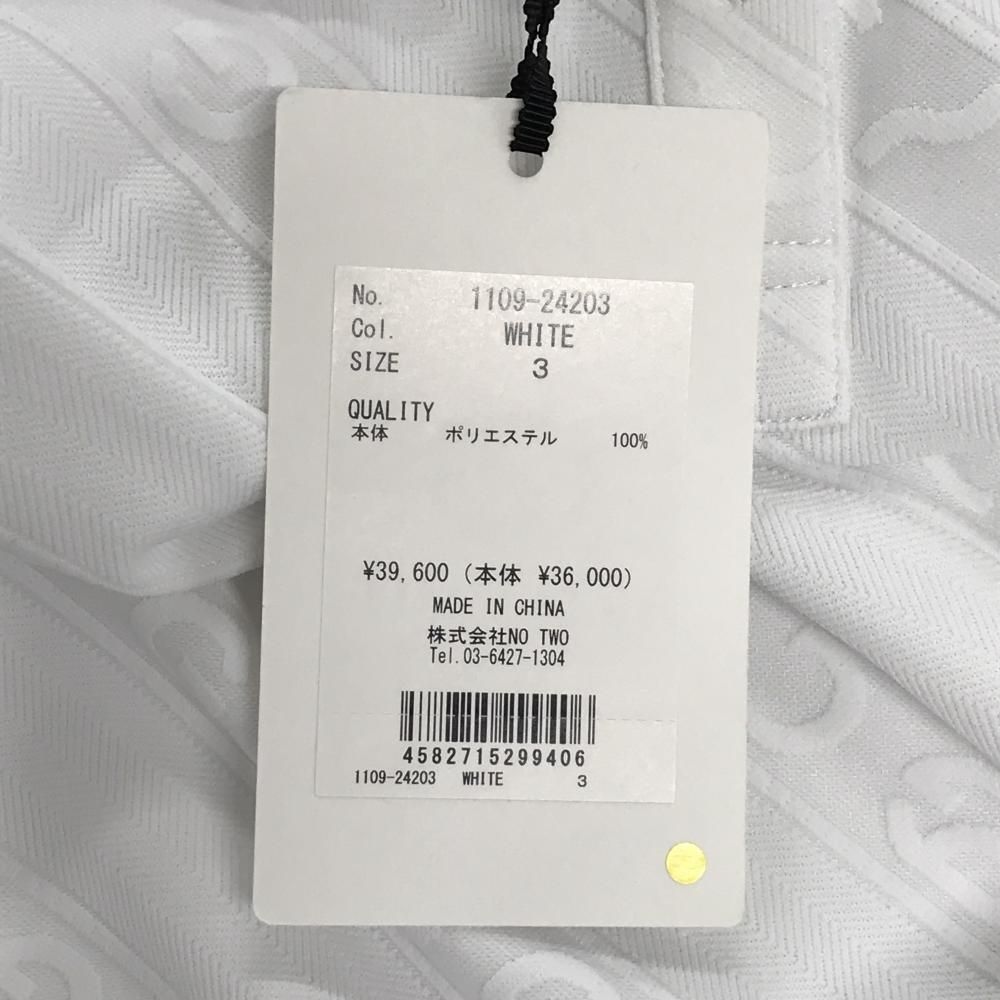 No. 1109-24203
Col. WHITE
SIZE 3
QUALITY
本体 ポリエステル 100%
¥39,600 (本体 ¥36,000)
MADE IN CHINA
株式会社NO TWO
Tel.03-6427-1304
4582715299406
1109-24203 WHITE 3